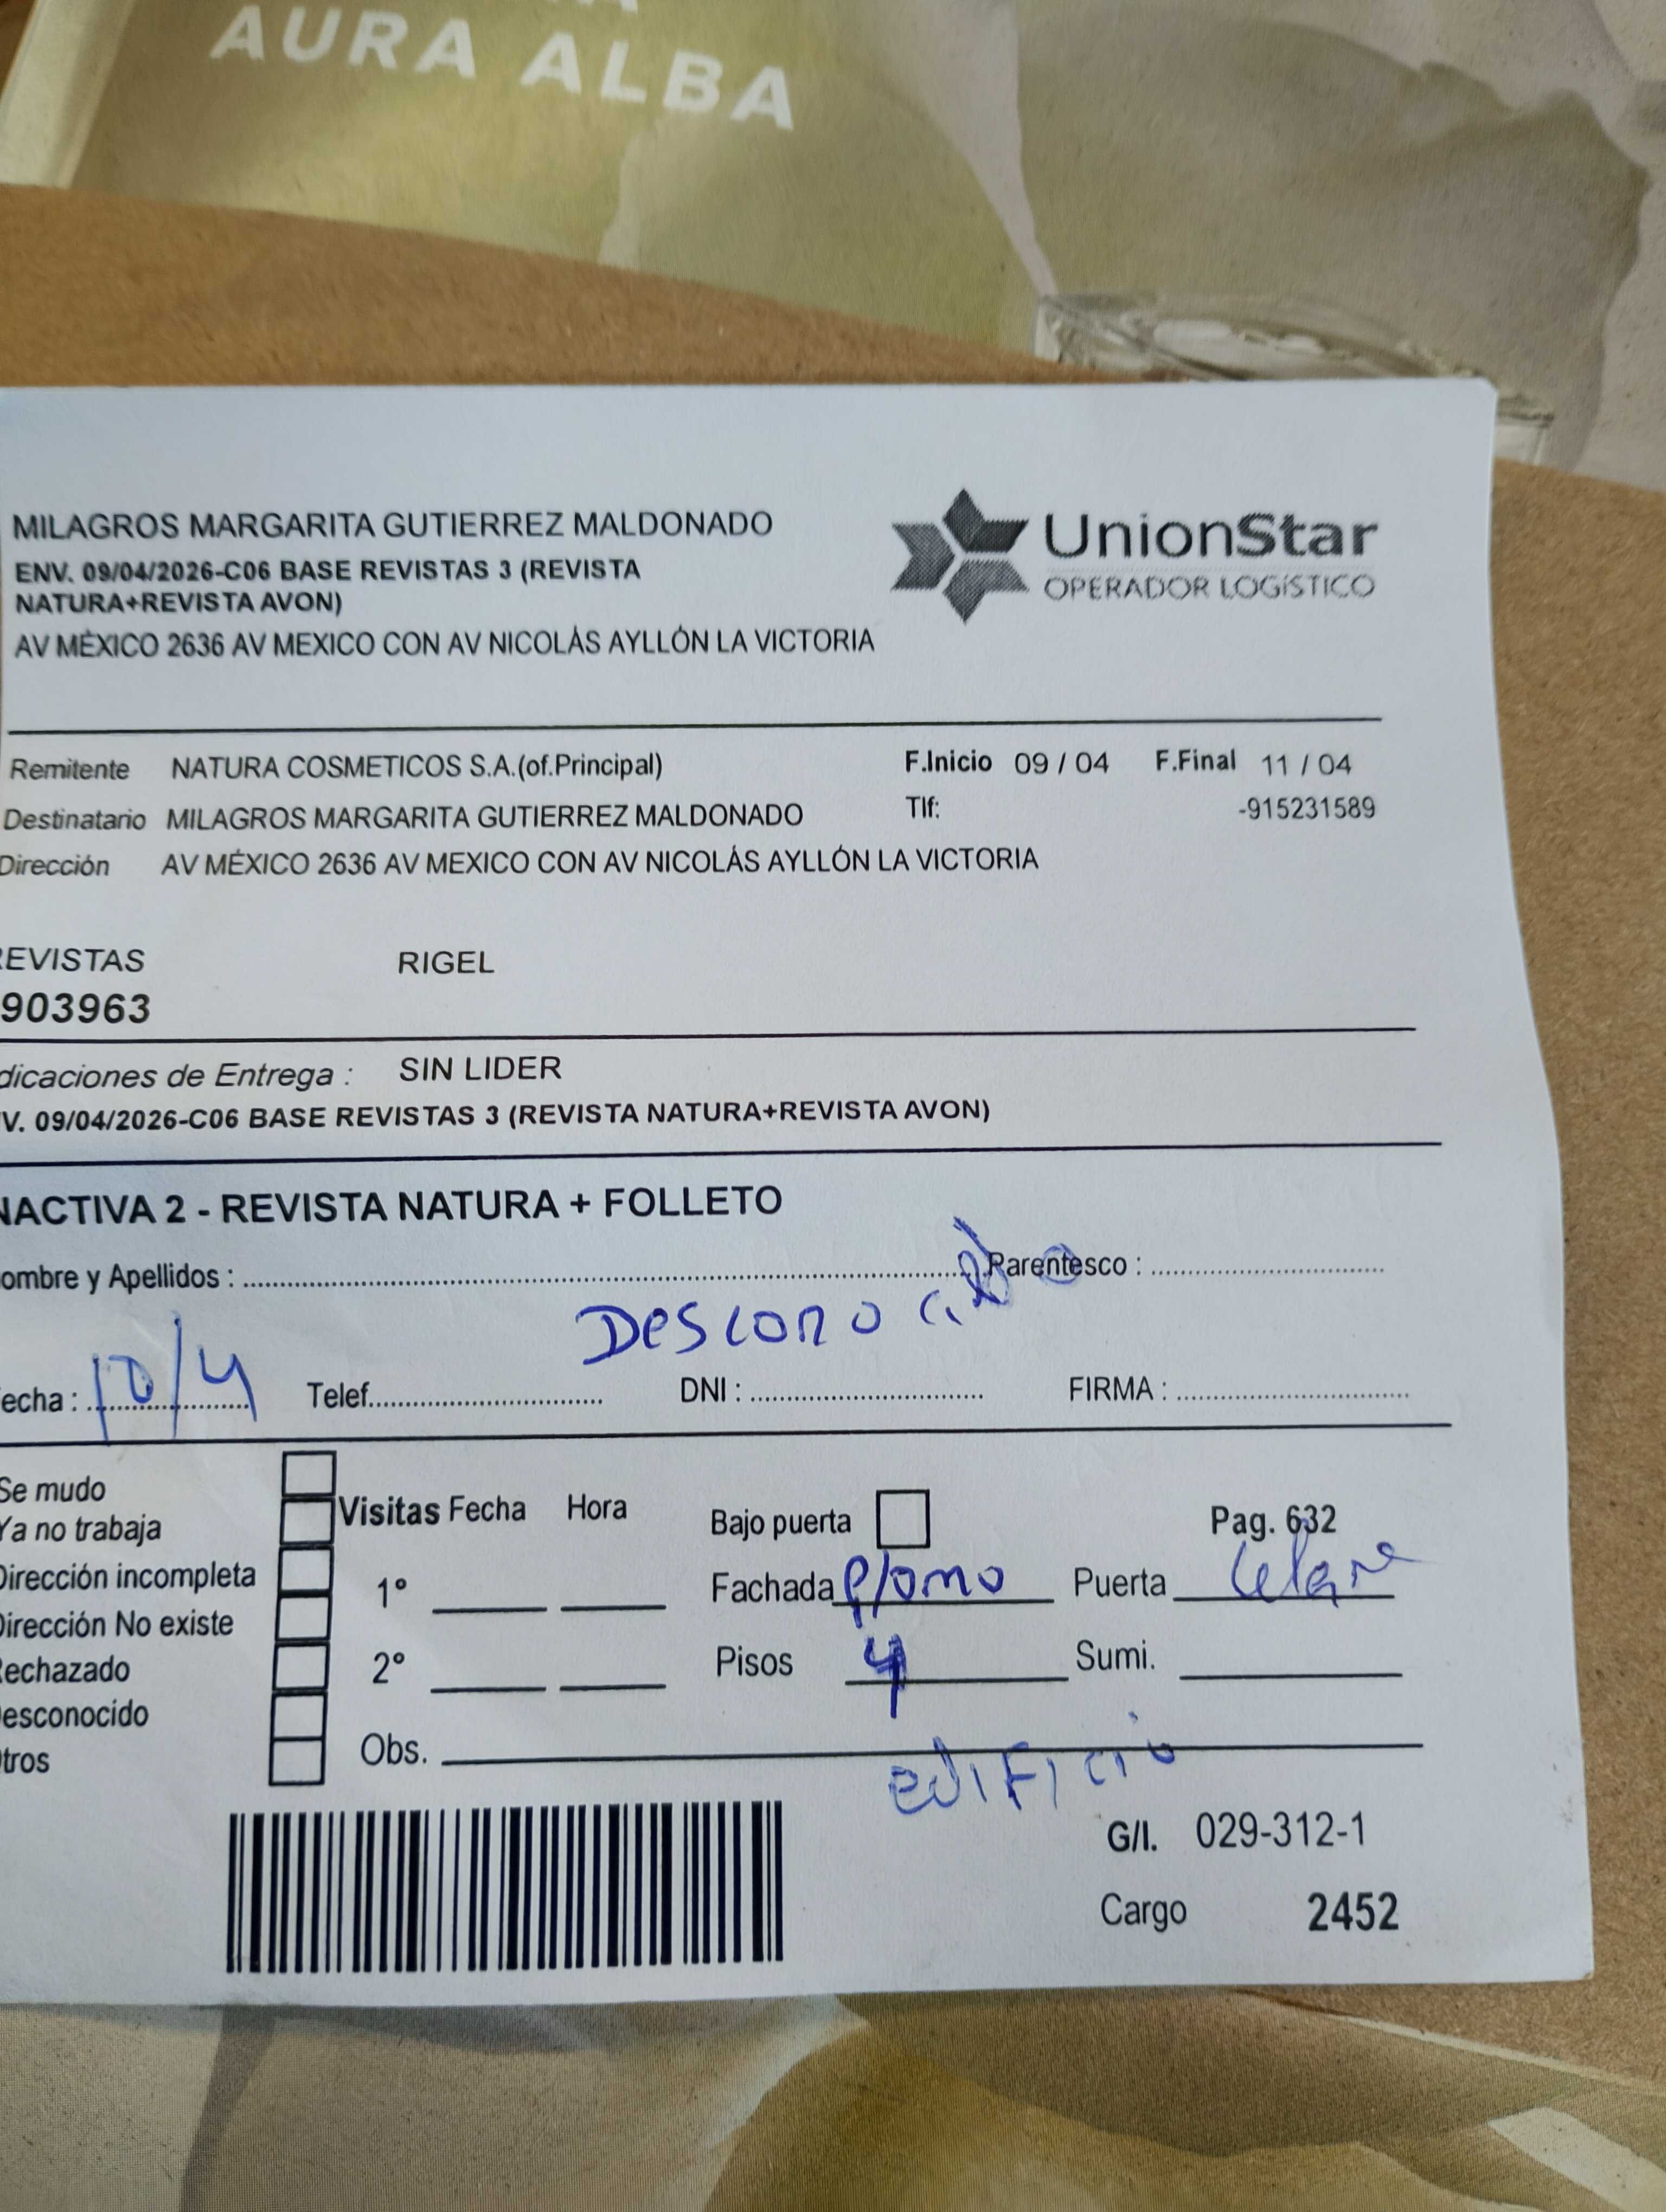 AURA ALBA
MILAGROS MARGARITA GUTIERREZ MALDONADO
ENV. 09/04/2026-C06 BASE REVISTAS 3 (REVISTA
NATURA+REVISTA AVON)
AV MÉXICO 2636 AV MEXICO CON AV NICOLÁS AYLLÓN LA VICTORIA
UnionStar
OPERADOR LOGÍSTICO
Remitente NATURA COSMETICOS S.A.(of.Principal) F.Inicio 09 / 04 F.Final 11 / 04
Destinatario MILAGROS MARGARITA GUTIERREZ MALDONADO Tlf: -915231589
Dirección AV MÉXICO 2636 AV MEXICO CON AV NICOLÁS AYLLÓN LA VICTORIA
EVISTAS RIGEL
903963
dicaciones de Entrega : SIN LIDER
V. 09/04/2026-C06 BASE REVISTAS 3 (REVISTA NATURA+REVISTA AVON)
NACTIVA 2 - REVISTA NATURA + FOLLETO
ombre y Apellidos : Parentesco :
Desconocido
echa : 10/4 Telef. DNI : FIRMA :
Se mudo
Ya no trabaja
Dirección incompleta
Dirección No existe
Rechazado
esconocido
tros
Visitas Fecha Hora
1°
2°
Obs.
Bajo puerta Pag. 632
Fachada plomo Puerta
Pisos 4 Sumi.
edificio
G/I. 029-312-1
Cargo 2452